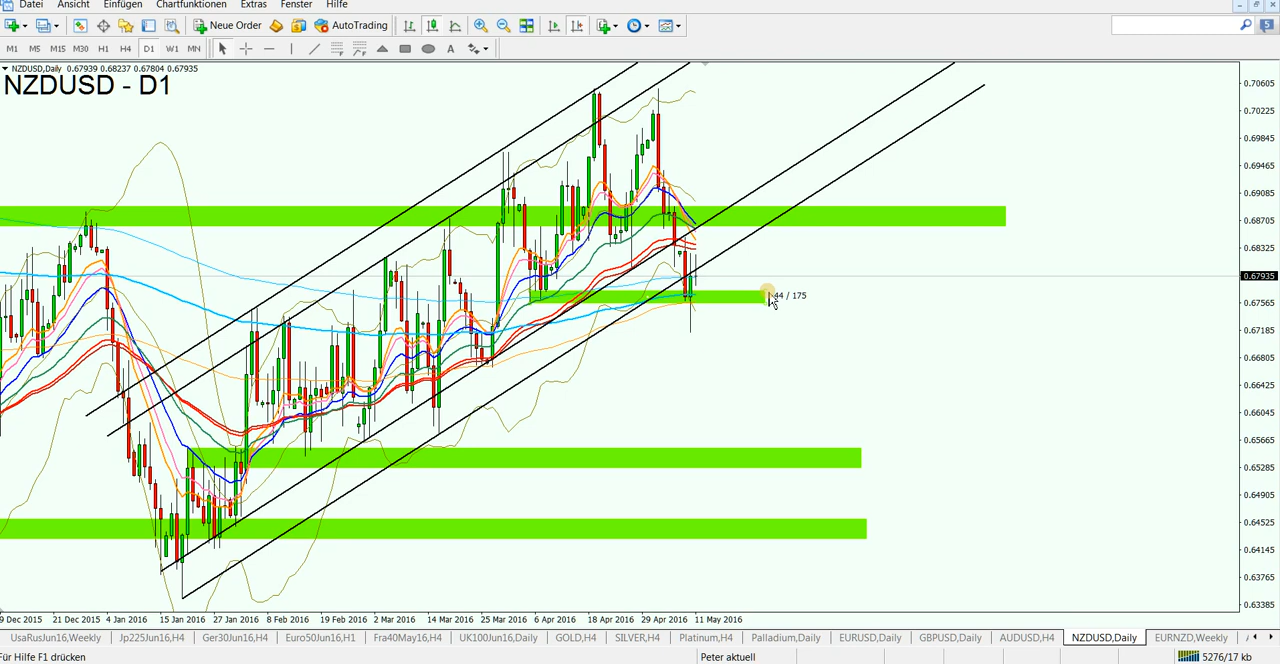 Datei Ansicht Einfügen Chartfunktionen Extras Fenster Hilfe
Neue Order AutoTrading 5
M1 M5 M15 M30 H1 H4 D1 W1 MN A
NZDUSD,Daily 0.67939 0.68237 0.67804 0.67935
NZDUSD - D1
0.70605
0.70225
0.69845
0.69465
0.69085
0.68705
0.68325
0.67935
44 / 175
0.67565
0.67185
0.66805
0.66425
0.66045
0.65665
0.65285
0.64905
0.64525
0.64145
0.63765
0.63385
9 Dec 2015 21 Dec 2015 4 Jan 2016 15 Jan 2016 27 Jan 2016 8 Feb 2016 19 Feb 2016 2 Mar 2016 14 Mar 2016 25 Mar 2016 6 Apr 2016 18 Apr 2016 29 Apr 2016 11 May 2016
UsaRusJun16,Weekly Jp225Jun16,H4 Ger30Jun16,H4 Euro50Jun16,H1 Fra40May16,H4 UK100Jun16,Daily GOLD,H4 SILVER,H4 Platinum,H4 Palladium,Daily EURUSD,Daily GBPUSD,Daily AUDUSD,H4 NZDUSD,Daily EURNZD,Weekly
Für Hilfe F1 drücken Peter aktuell 5276/17 kb